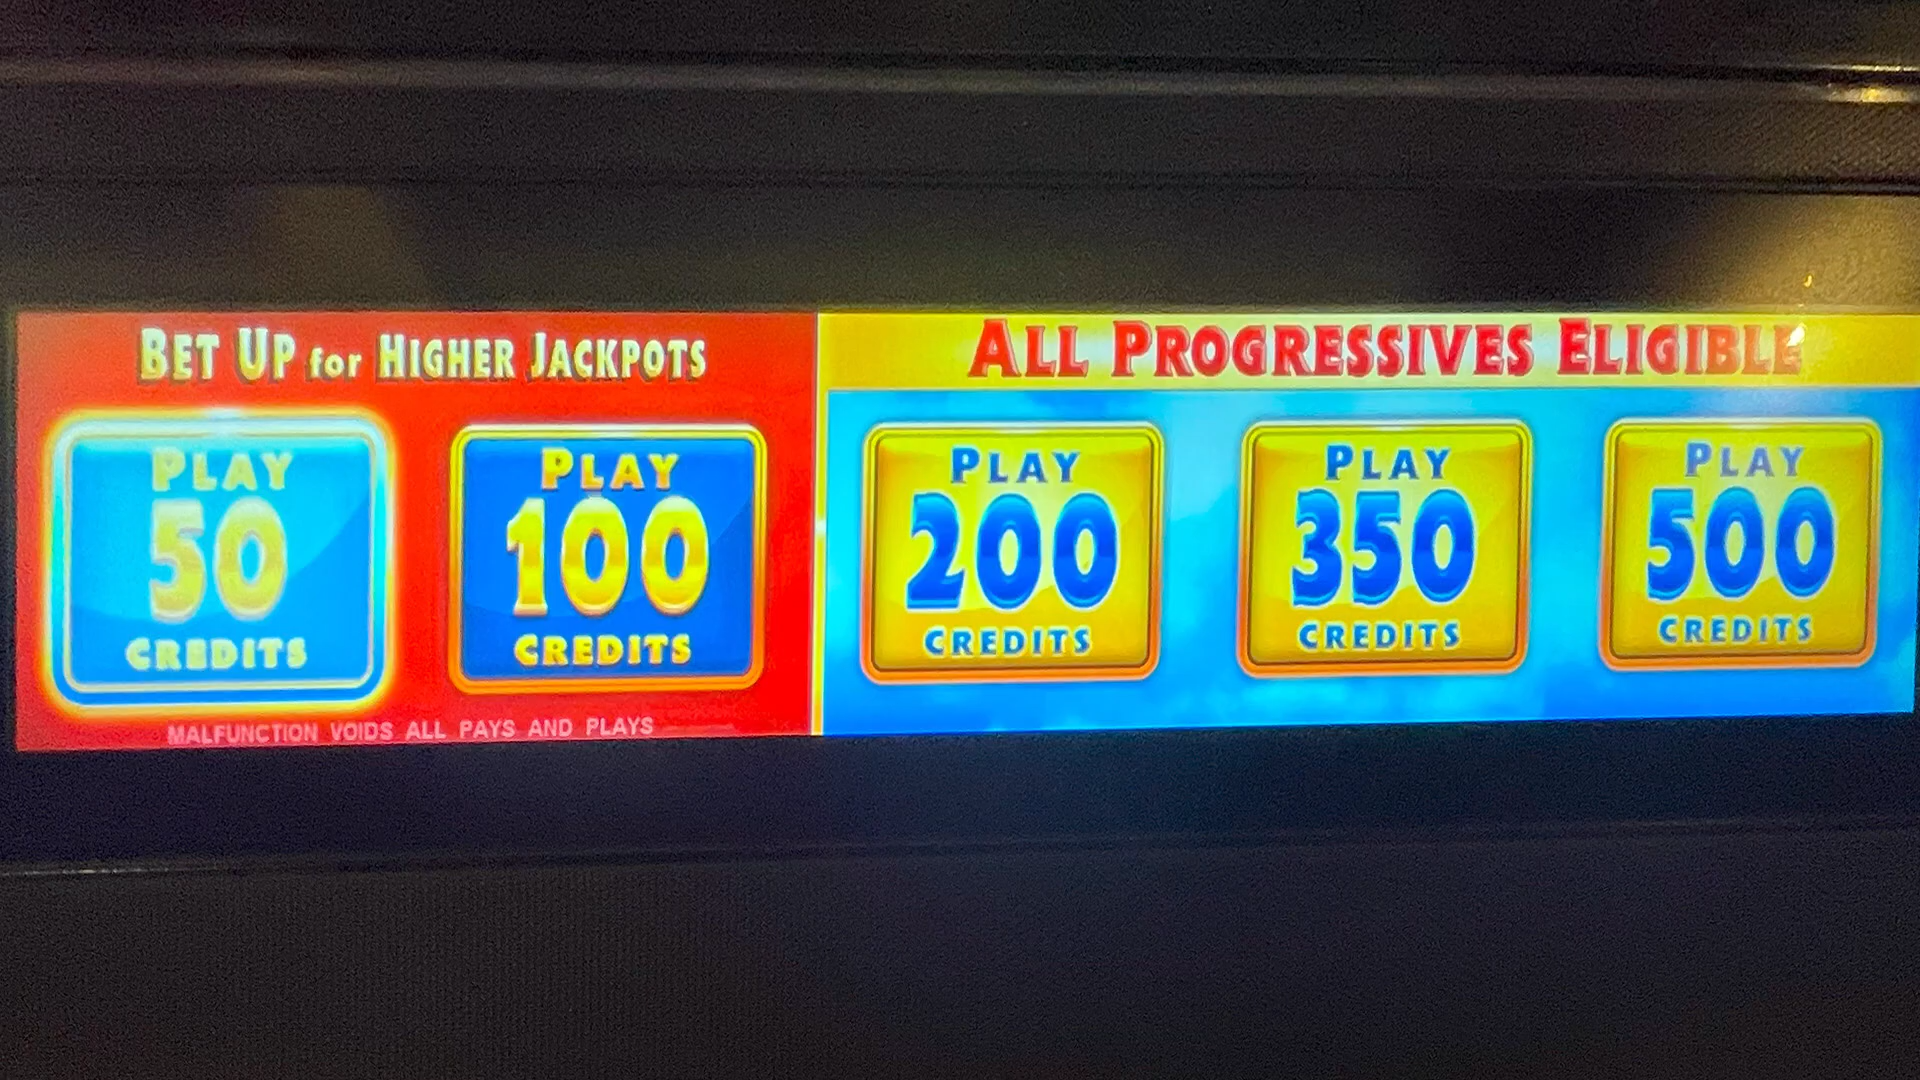 BET UP for HIGHER JACKPOTS
PLAY
50
CREDITS
PLAY
100
CREDITS
MALFUNCTION VOIDS ALL PAYS AND PLAYS
ALL PROGRESSIVES ELIGIBLE
PLAY
200
CREDITS
PLAY
350
CREDITS
PLAY
500
CREDITS